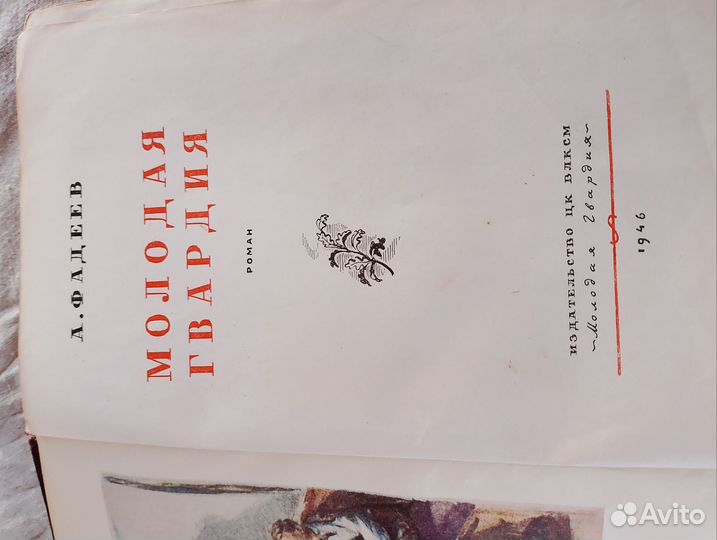 А. ФАДЕЕВ
МОЛОДАЯ
ГВАРДИЯ
РОМАН
ИЗДАТЕЛЬСТВО ЦК ВЛКСМ
~Молодая Гвардия~
1946
Avito